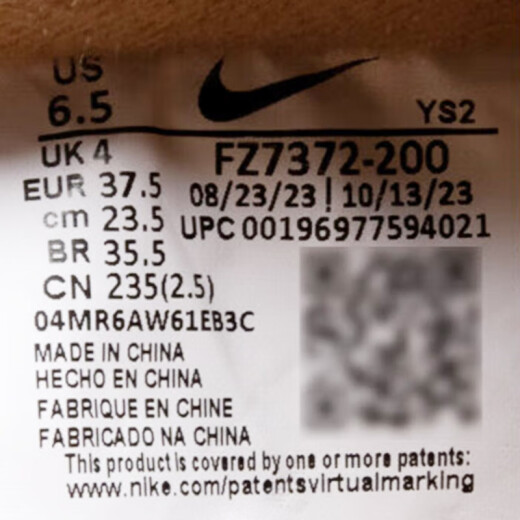 US
6.5
YS2
UK 4
FZ7372-200
EUR 37.5
08/23/23 | 10/13/23
cm 23.5
UPC 00196977594021
BR 35.5
CN 235(2.5)
04MR6AW61EB3C
MADE IN CHINA
HECHO EN CHINA
FABRIQUE EN CHINE
FABRICADO NA CHINA
This product is covered by one or more patents:
www.nike.com/patentsvirtualmarking